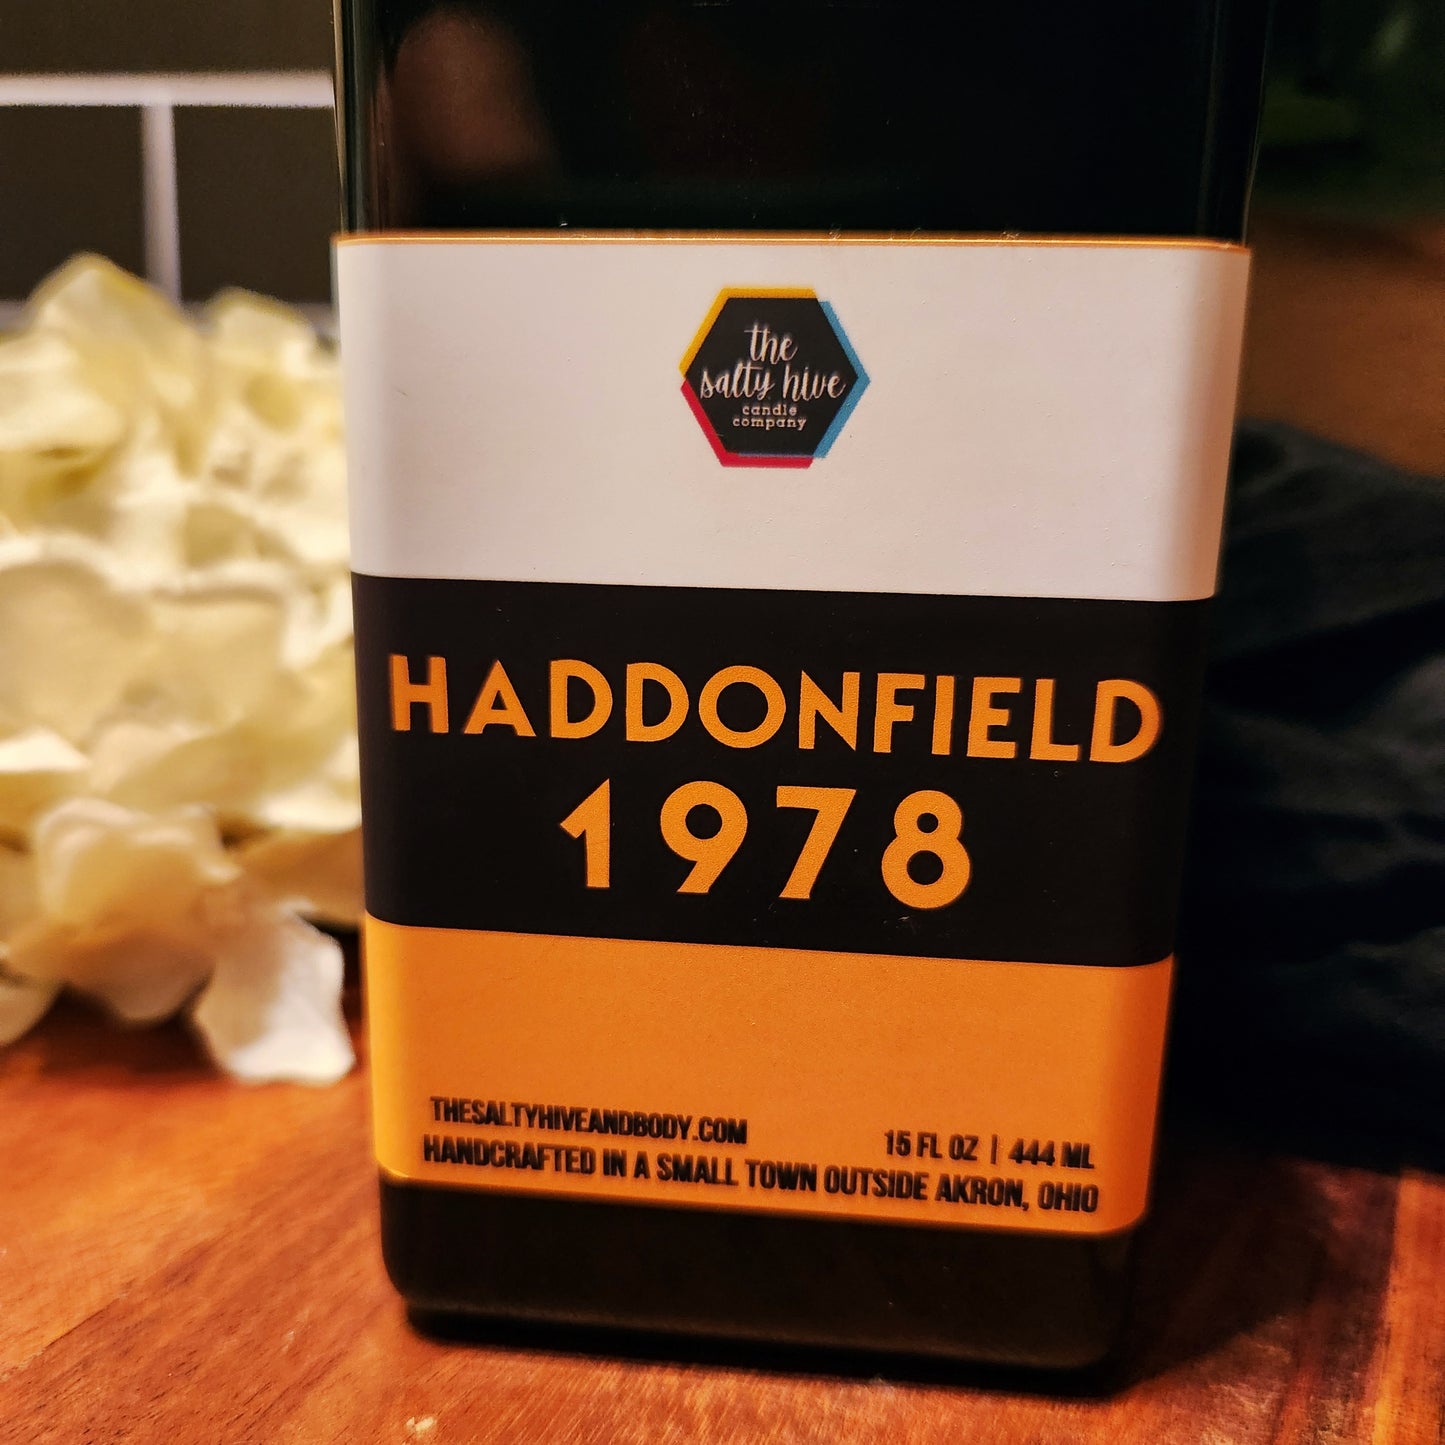 the
salty hive
candle
company
HADDONFIELD
1978
THESALTYHIVEANDBODY.COM
15 FL OZ | 444 ML
HANDCRAFTED IN A SMALL TOWN OUTSIDE AKRON, OHIO